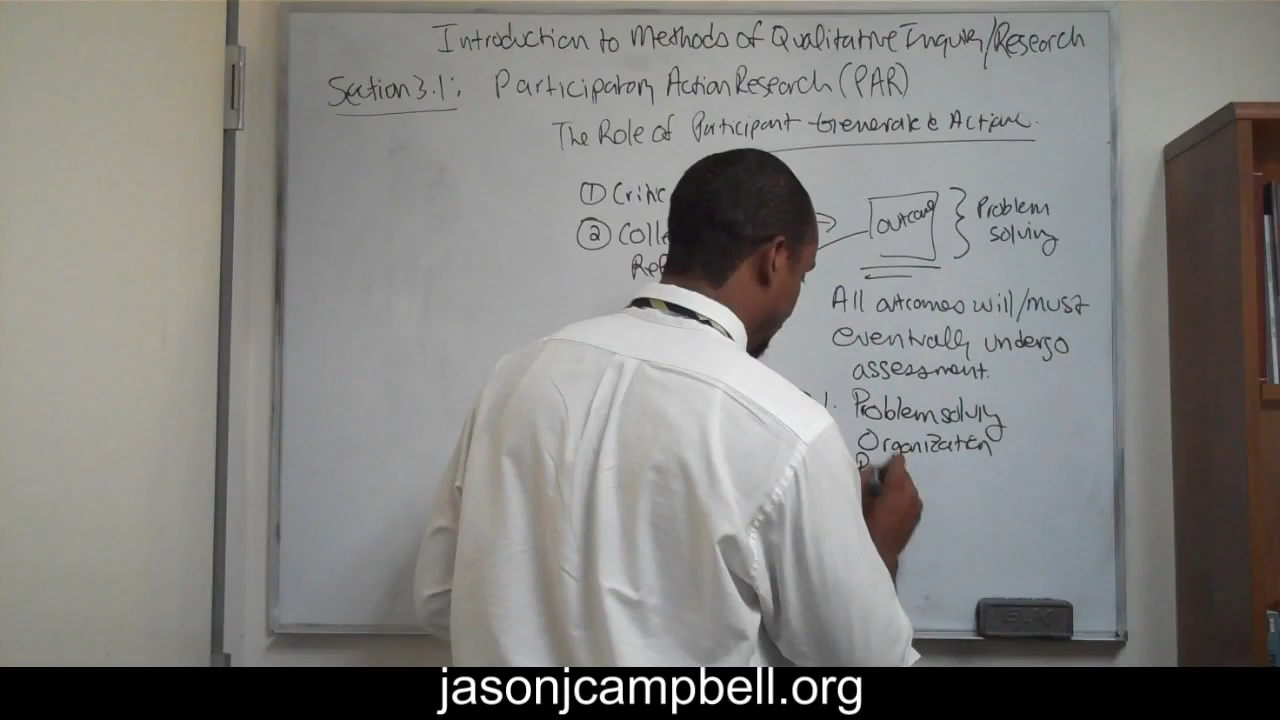 Introduction to Methods of Qualitative Inquiry/Research
Section 3.1: Participatory Action Research (PAR)
The Role of Participant Action
① Critic
② Colle
Ref
Outcome
Problem
solving
All outcomes will/must
eventually undergo
assessment.
1. Problem solving
Organization
jasonjcampbell.org